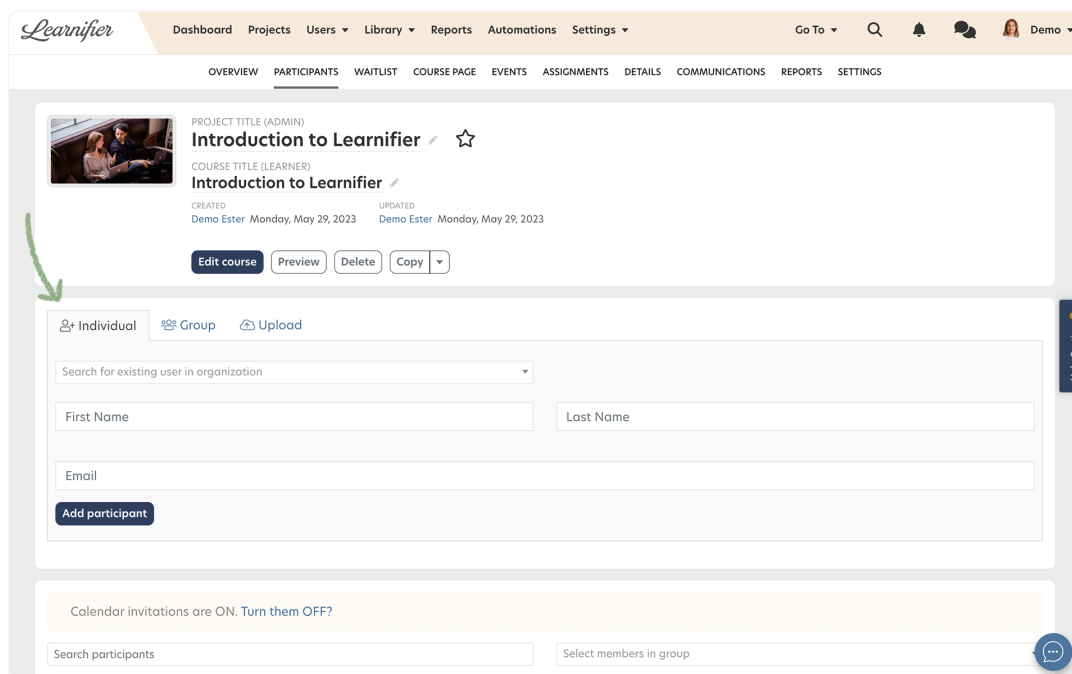 Learnifier
Dashboard Projects Users Library Reports Automations Settings Go To Demo
OVERVIEW PARTICIPANTS WAITLIST COURSE PAGE EVENTS ASSIGNMENTS DETAILS COMMUNICATIONS REPORTS SETTINGS
PROJECT TITLE (ADMIN)
Introduction to Learnifier
COURSE TITLE (LEARNER)
Introduction to Learnifier
CREATED UPDATED
Demo Ester Monday, May 29, 2023 Demo Ester Monday, May 29, 2023
Edit course Preview Delete Copy
Individual Group Upload
Search for existing user in organization
First Name Last Name
Email
Add participant
Calendar invitations are ON. Turn them OFF?
Search participants Select members in group